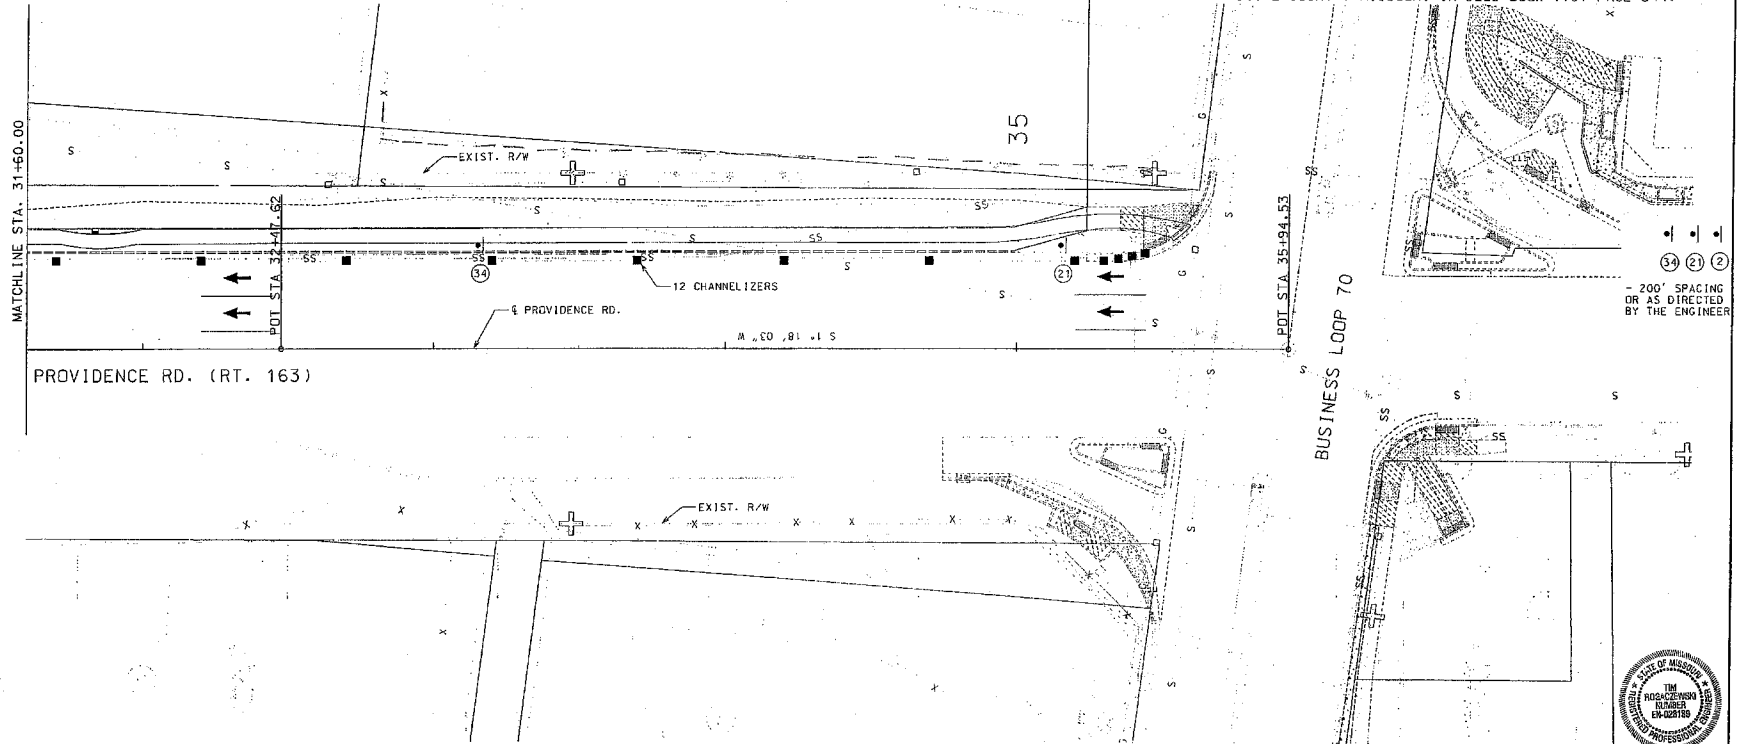 MATCHLINE STA. 31+60.00
EXIST. R/W
35
POT STA 32+47.62
34
21
12 CHANNELIZERS
℄ PROVIDENCE RD.
S 1° 18' 03" W
PROVIDENCE RD. (RT. 163)
POT STA 35+94.53
BUSINESS LOOP 70
34 21 2
- 200' SPACING
OR AS DIRECTED
BY THE ENGINEER
EXIST. R/W
STATE OF MISSOURI
TIM
NUMBER
EN-028189
REGISTERED PROFESSIONAL ENGINEER